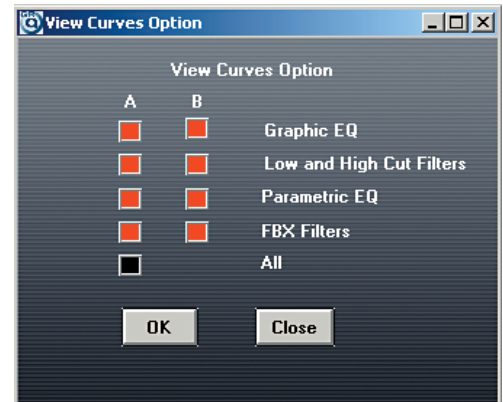 View Curves Option
View Curves Option
A B
Graphic EQ
Low and High Cut Filters
Parametric EQ
FBX Filters
All
OK Close